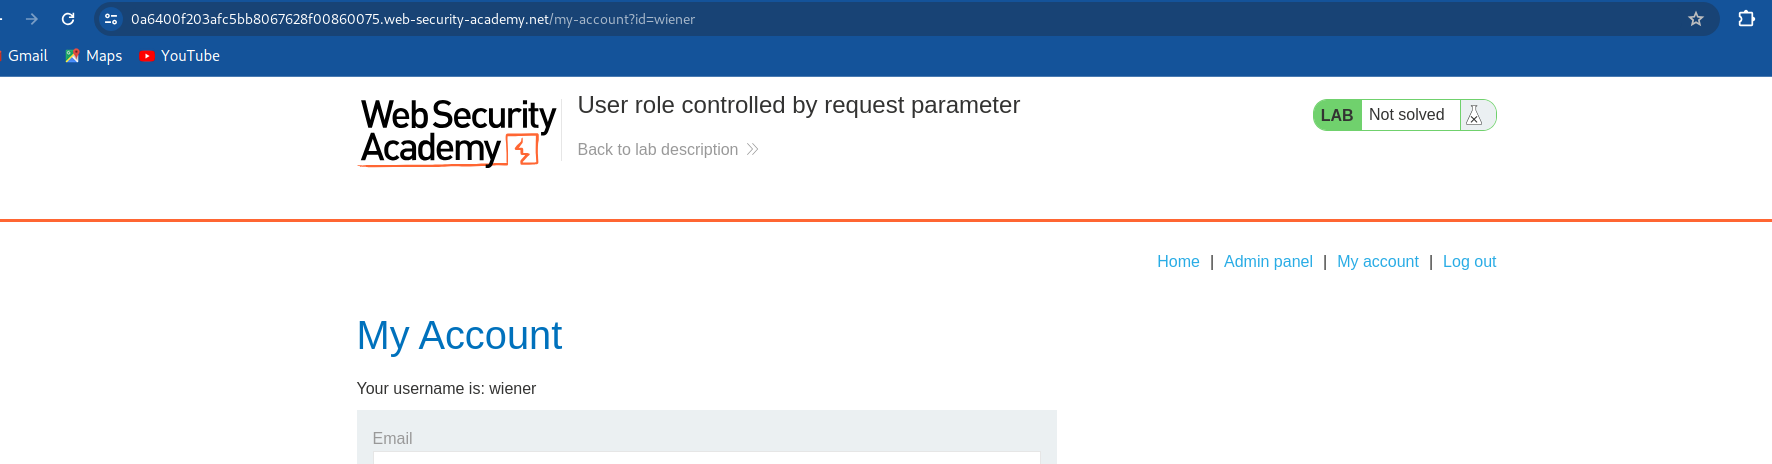 0a6400f203afc5bb8067628f00860075.web-security-academy.net/my-account?id=wiener
Gmail Maps YouTube
Web Security
Academy
User role controlled by request parameter
Back to lab description
LAB Not solved
Home | Admin panel | My account | Log out
My Account
Your username is: wiener
Email